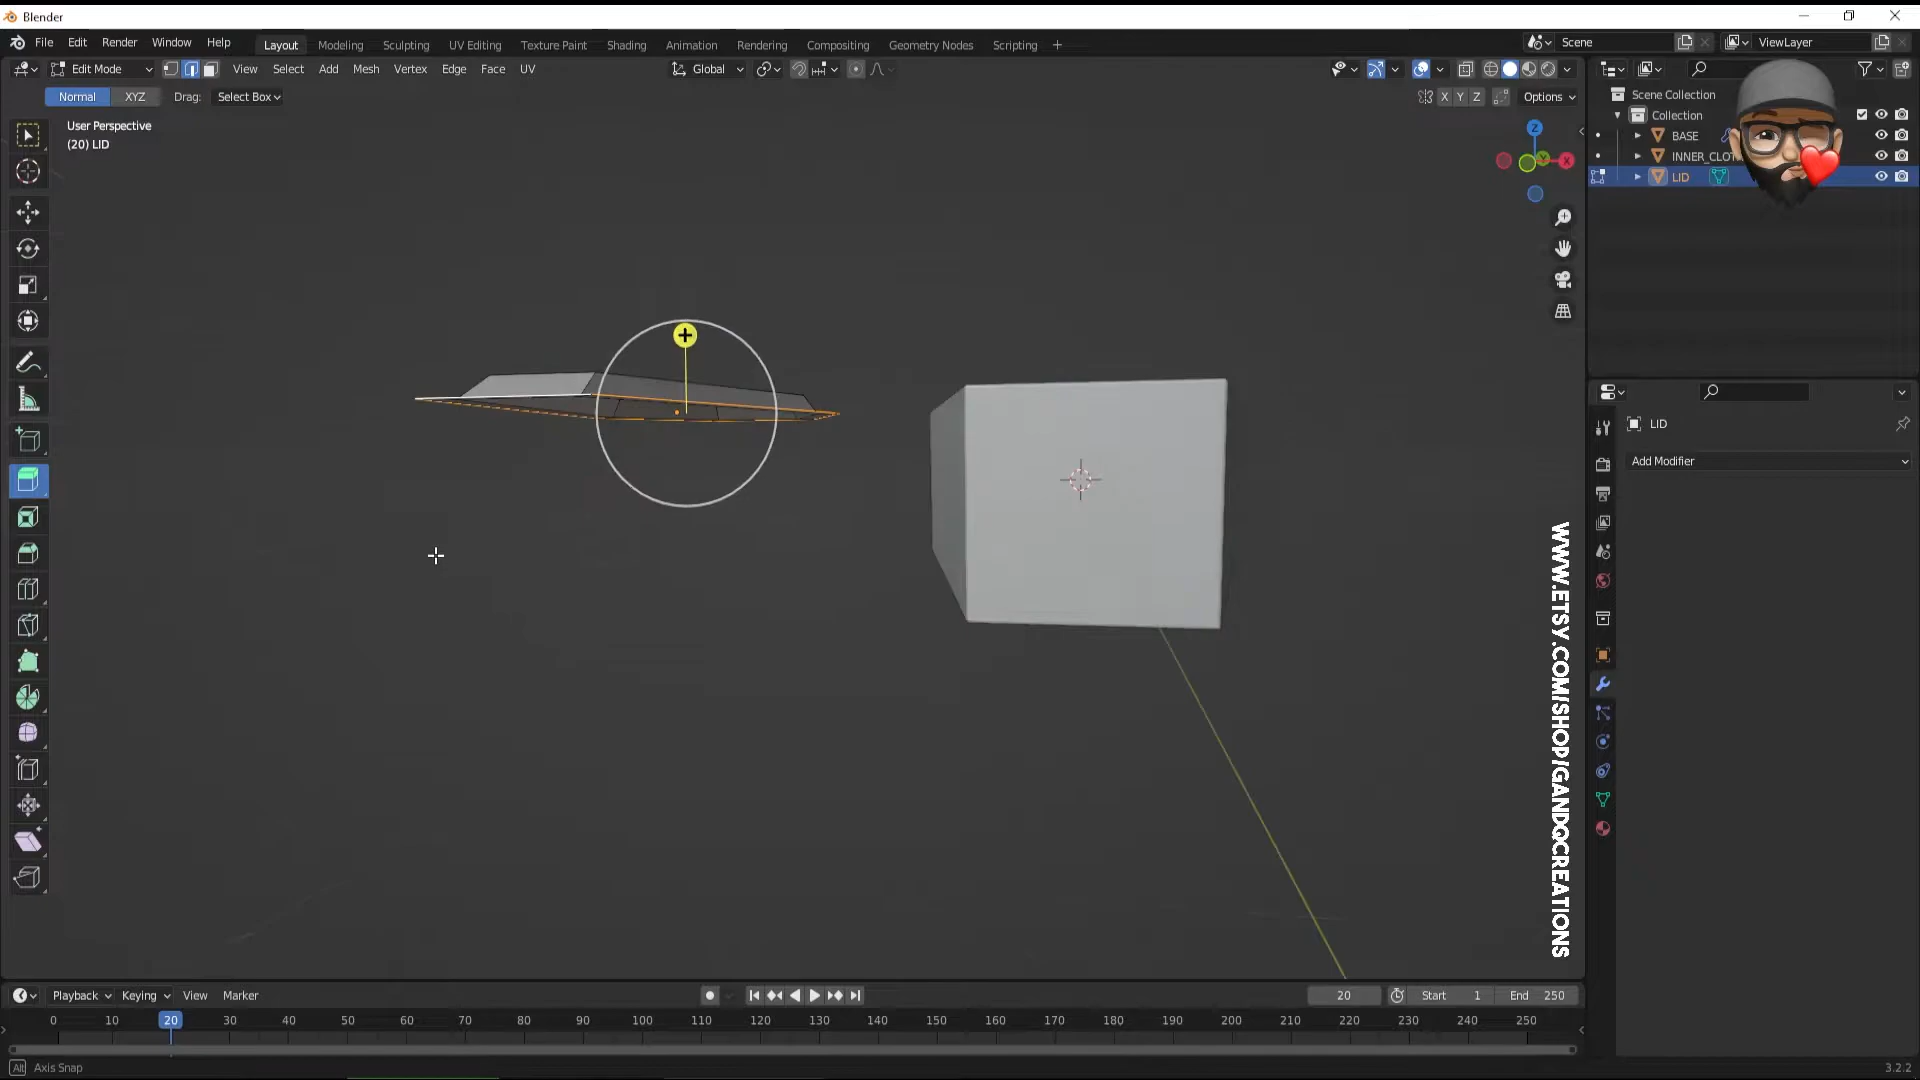 Blender
File Edit Render Window Help
Layout Modeling Sculpting UV Editing Texture Paint Shading Animation Rendering Compositing Geometry Nodes Scripting +
Scene
ViewLayer
Edit Mode View Select Add Mesh Vertex Edge Face UV
Global
Normal XYZ Drag: Select Box
X Y Z Options
User Perspective
(20) LID
Z
X
Scene Collection
Collection
BASE
INNER_CLOT
LID
LID
Add Modifier
WWW.ETSY.COM/SHOP/GANDQCREATIONS
Playback Keying View Marker
20 Start 1 End 250
0 10 20 30 40 50 60 70 80 90 100 110 120 130 140 150 160 170 180 190 200 210 220 230 240 250
Alt Axis Snap
3.2.2